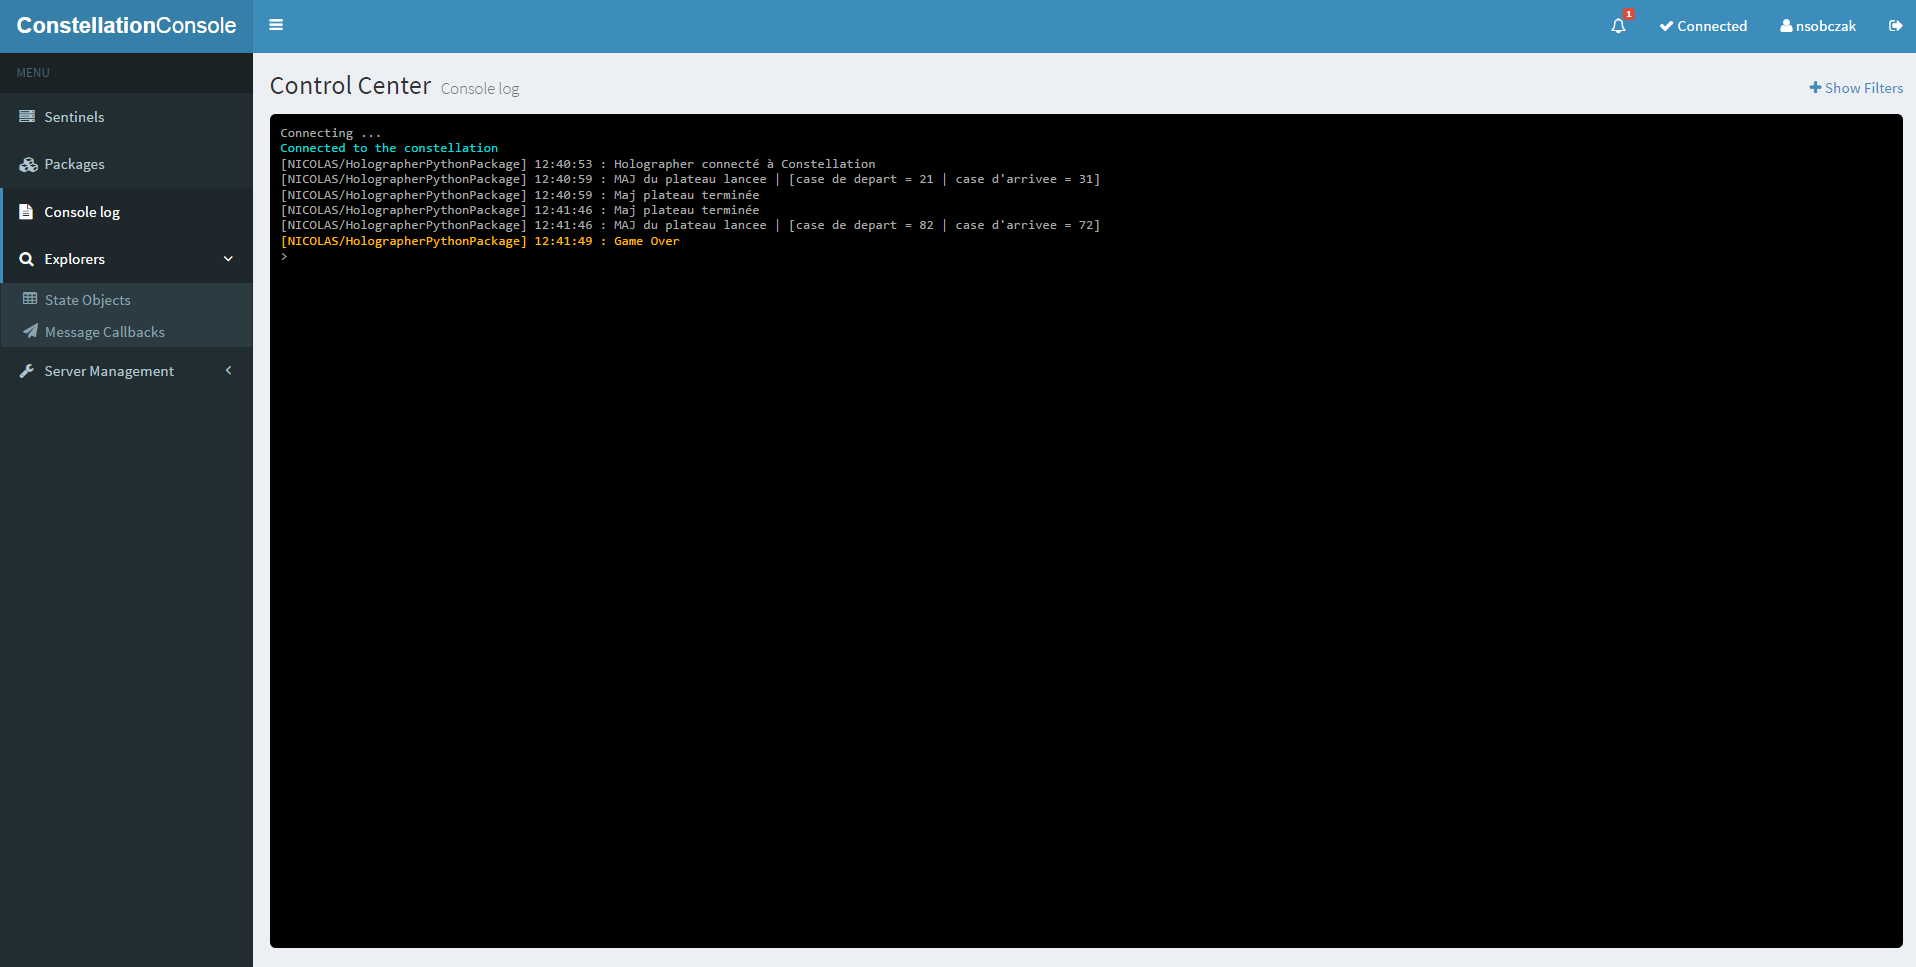 ConstellationConsole
1
Connected
nsobczak
MENU
Sentinels
Packages
Console log
Explorers
State Objects
Message Callbacks
Server Management
Control Center Console log
Show Filters
Connecting ...
Connected to the constellation
[NICOLAS/HolographerPythonPackage] 12:40:53 : Holographer connecté à Constellation
[NICOLAS/HolographerPythonPackage] 12:40:59 : MAJ du plateau lancee | [case de depart = 21 | case d'arrivee = 31]
[NICOLAS/HolographerPythonPackage] 12:40:59 : Maj plateau terminée
[NICOLAS/HolographerPythonPackage] 12:41:46 : Maj plateau terminée
[NICOLAS/HolographerPythonPackage] 12:41:46 : MAJ du plateau lancee | [case de depart = 82 | case d'arrivee = 72]
[NICOLAS/HolographerPythonPackage] 12:41:49 : Game Over
>